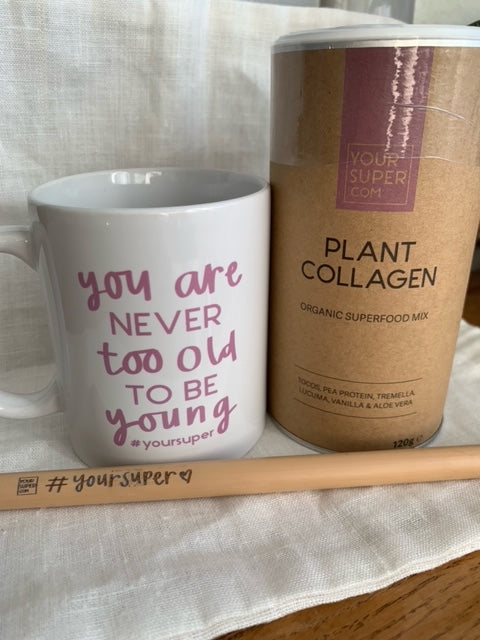 you are
NEVER
too old
TO BE
young
#yoursuper
YOUR
SUPER
.COM
PLANT
COLLAGEN
ORGANIC SUPERFOOD MIX
TOCOS, PEA PROTEIN, TREMELLA,
LUCUMA, VANILLA & ALOE VERA
120g e
YOUR
SUPER
.COM
#yoursuper♡